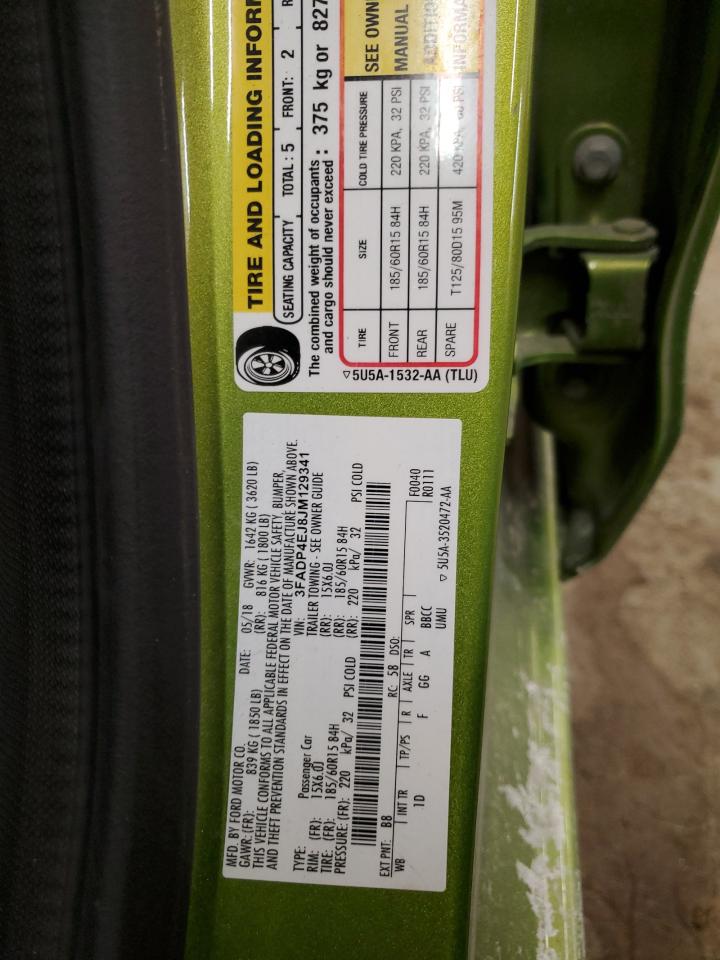 TIRE AND LOADING INFORM
SEATING CAPACITY TOTAL: 5 FRONT: 2 R
The combined weight of occupants and cargo should never exceed : 375 kg or 827
TIRE SIZE COLD TIRE PRESSURE SEE OWN
FRONT 185/60R15 84H 220 KPA, 32 PSI MANUAL
REAR 185/60R15 84H 220 KPA, 32 PSI ADDITIO
SPARE T125/80D15 95M 420 KPA, 60 PSI INFORMA
▽5U5A-1532-AA (TLU)
MFD. BY FORD MOTOR CO. DATE: 05/18 GVWR: 1642 KG ( 3620 LB)
GAWR: (FR): 839 KG ( 1850 LB) (RR): 816 KG ( 1800 LB)
THIS VEHICLE CONFORMS TO ALL APPLICABLE FEDERAL MOTOR VEHICLE SAFETY, BUMPER,
AND THEFT PREVENTION STANDARDS IN EFFECT ON THE DATE OF MANUFACTURE SHOWN ABOVE.
VIN: 3FADP4EJ8JM129341
TYPE: Passenger Car TRAILER TOWING - SEE OWNER GUIDE
RIM: (FR): 15X6.0J (RR): 15X6.0J
TIRE: (FR): 185/60R15 84H (RR): 185/60R15 84H
PRESSURE: (FR): 220 kPa/ 32 PSI COLD (RR): 220 kPa/ 32 PSI COLD
EXT PNT: B8 RC: 58 DSO: F0040
WB INT TR TP/PS R AXLE TR SPR R0111
1D F GG A BBCC
UMU
▽ 5U5A-3520472-AA